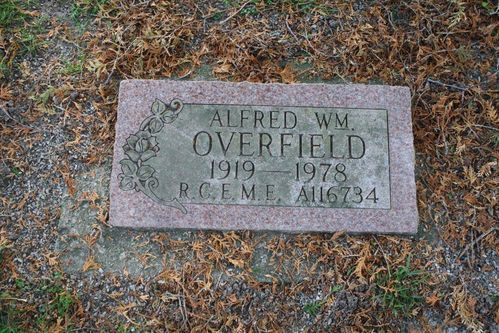 ALFRED WM.
OVERFIELD
1919 — 1978
R.C.E.M.E. A116734